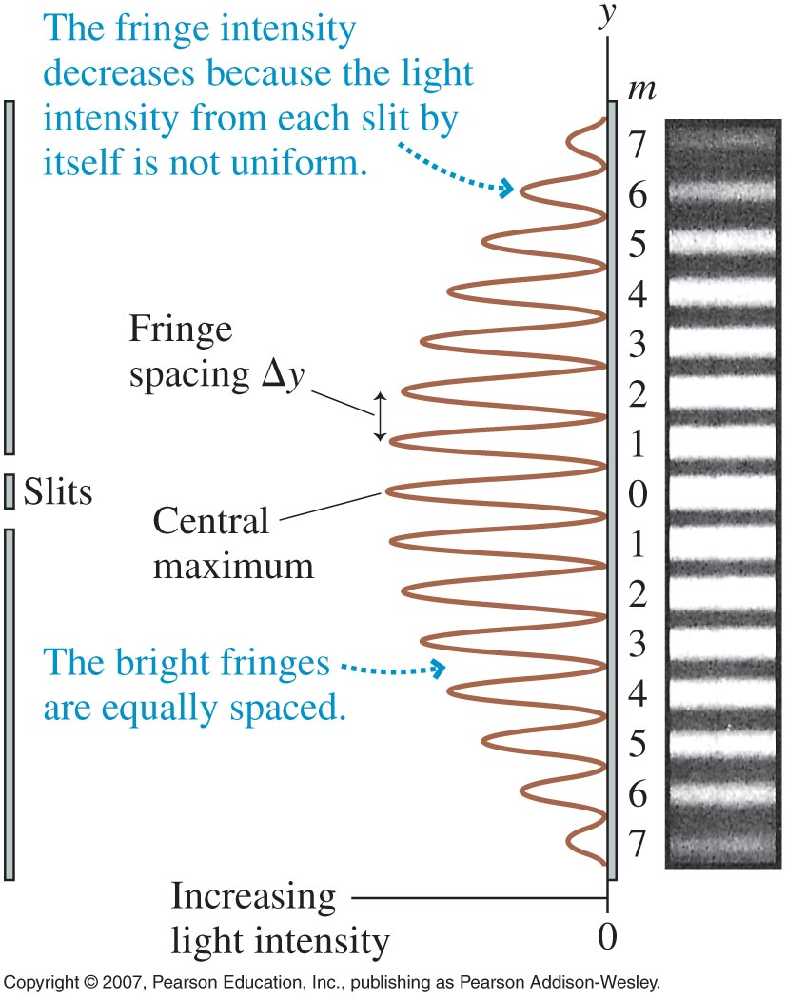 The fringe intensity
decreases because the light
intensity from each slit by
itself is not uniform.
y
m
7
6
5
4
3
2
1
0
1
2
3
4
5
6
7
Fringe
spacing Δy
Slits
Central
maximum
The bright fringes
are equally spaced.
Increasing
light intensity
0
Copyright © 2007, Pearson Education, Inc., publishing as Pearson Addison-Wesley.